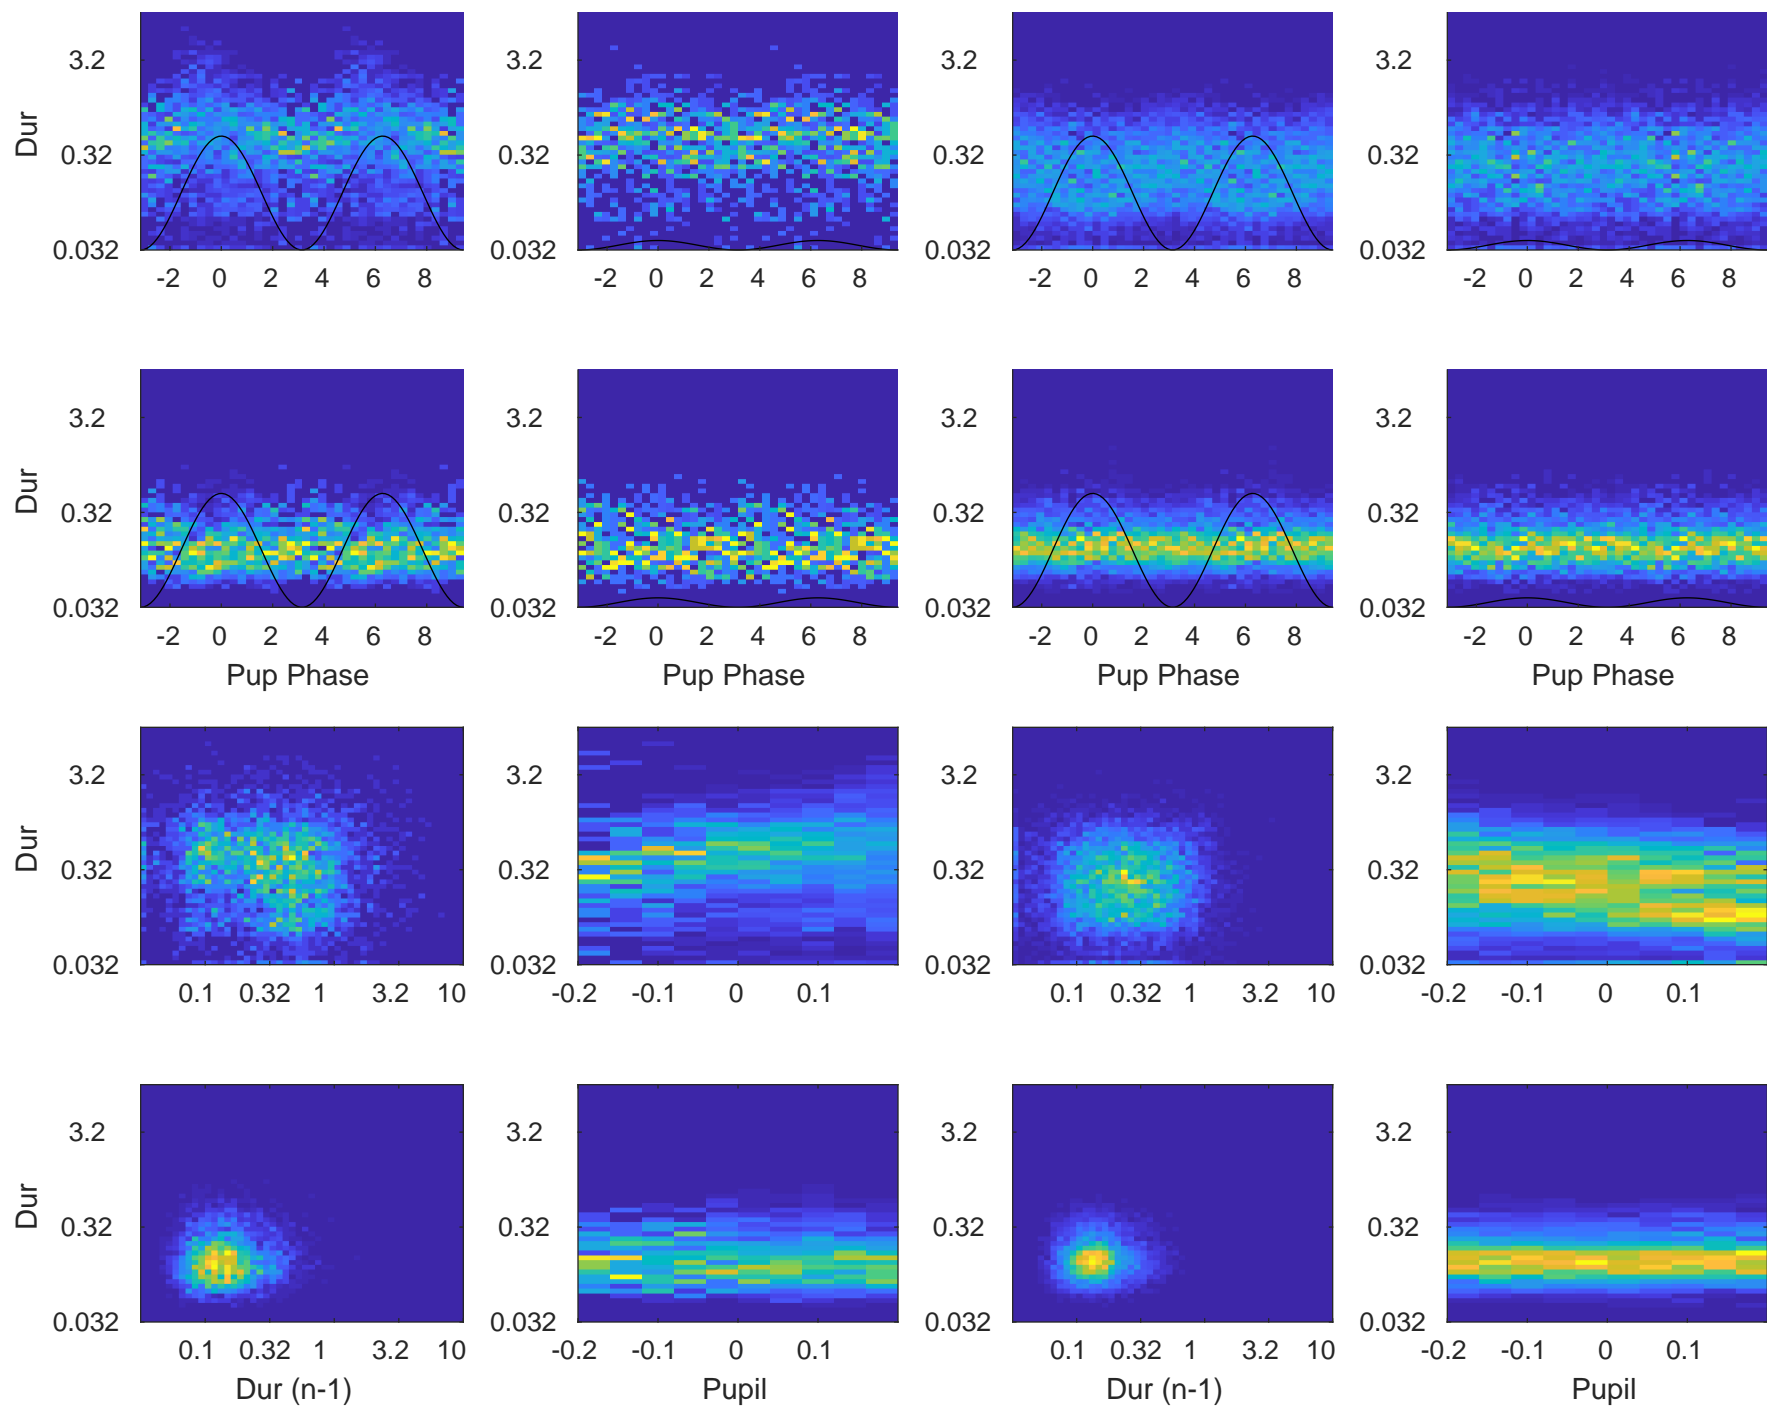 3.2 3.2 3.2 3.2
Dur
0.32 0.32 0.32 0.32
0.032 0.032 0.032 0.032
-2 0 2 4 6 8 -2 0 2 4 6 8 -2 0 2 4 6 8 -2 0 2 4 6 8
3.2 3.2 3.2 3.2
Dur
0.32 0.32 0.32 0.32
0.032 0.032 0.032 0.032
-2 0 2 4 6 8 -2 0 2 4 6 8 -2 0 2 4 6 8 -2 0 2 4 6 8
Pup Phase Pup Phase Pup Phase Pup Phase
3.2 3.2 3.2 3.2
Dur
0.32 0.32 0.32 0.32
0.032 0.032 0.032 0.032
0.1 0.32 1 3.2 10 -0.2 -0.1 0 0.1 0.1 0.32 1 3.2 10 -0.2 -0.1 0 0.1
3.2 3.2 3.2 3.2
Dur
0.32 0.32 0.32 0.32
0.032 0.032 0.032 0.032
0.1 0.32 1 3.2 10 -0.2 -0.1 0 0.1 0.1 0.32 1 3.2 10 -0.2 -0.1 0 0.1
Dur (n-1) Pupil Dur (n-1) Pupil